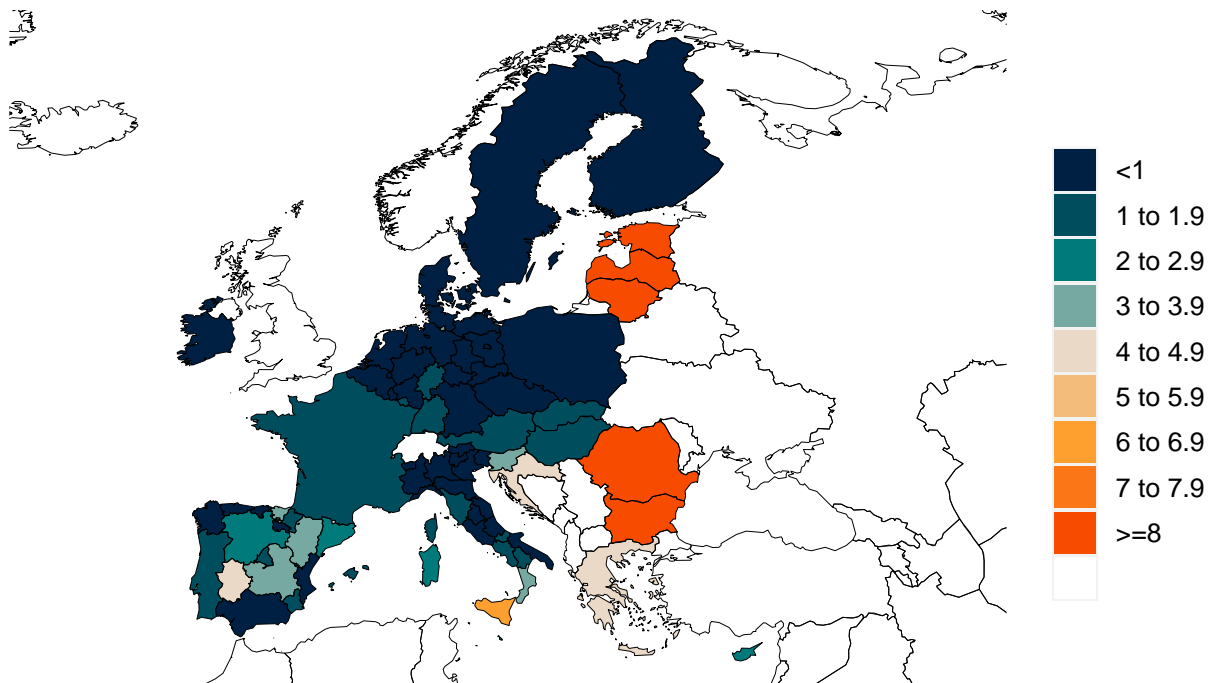 <1
1 to 1.9
2 to 2.9
3 to 3.9
4 to 4.9
5 to 5.9
6 to 6.9
7 to 7.9
>=8